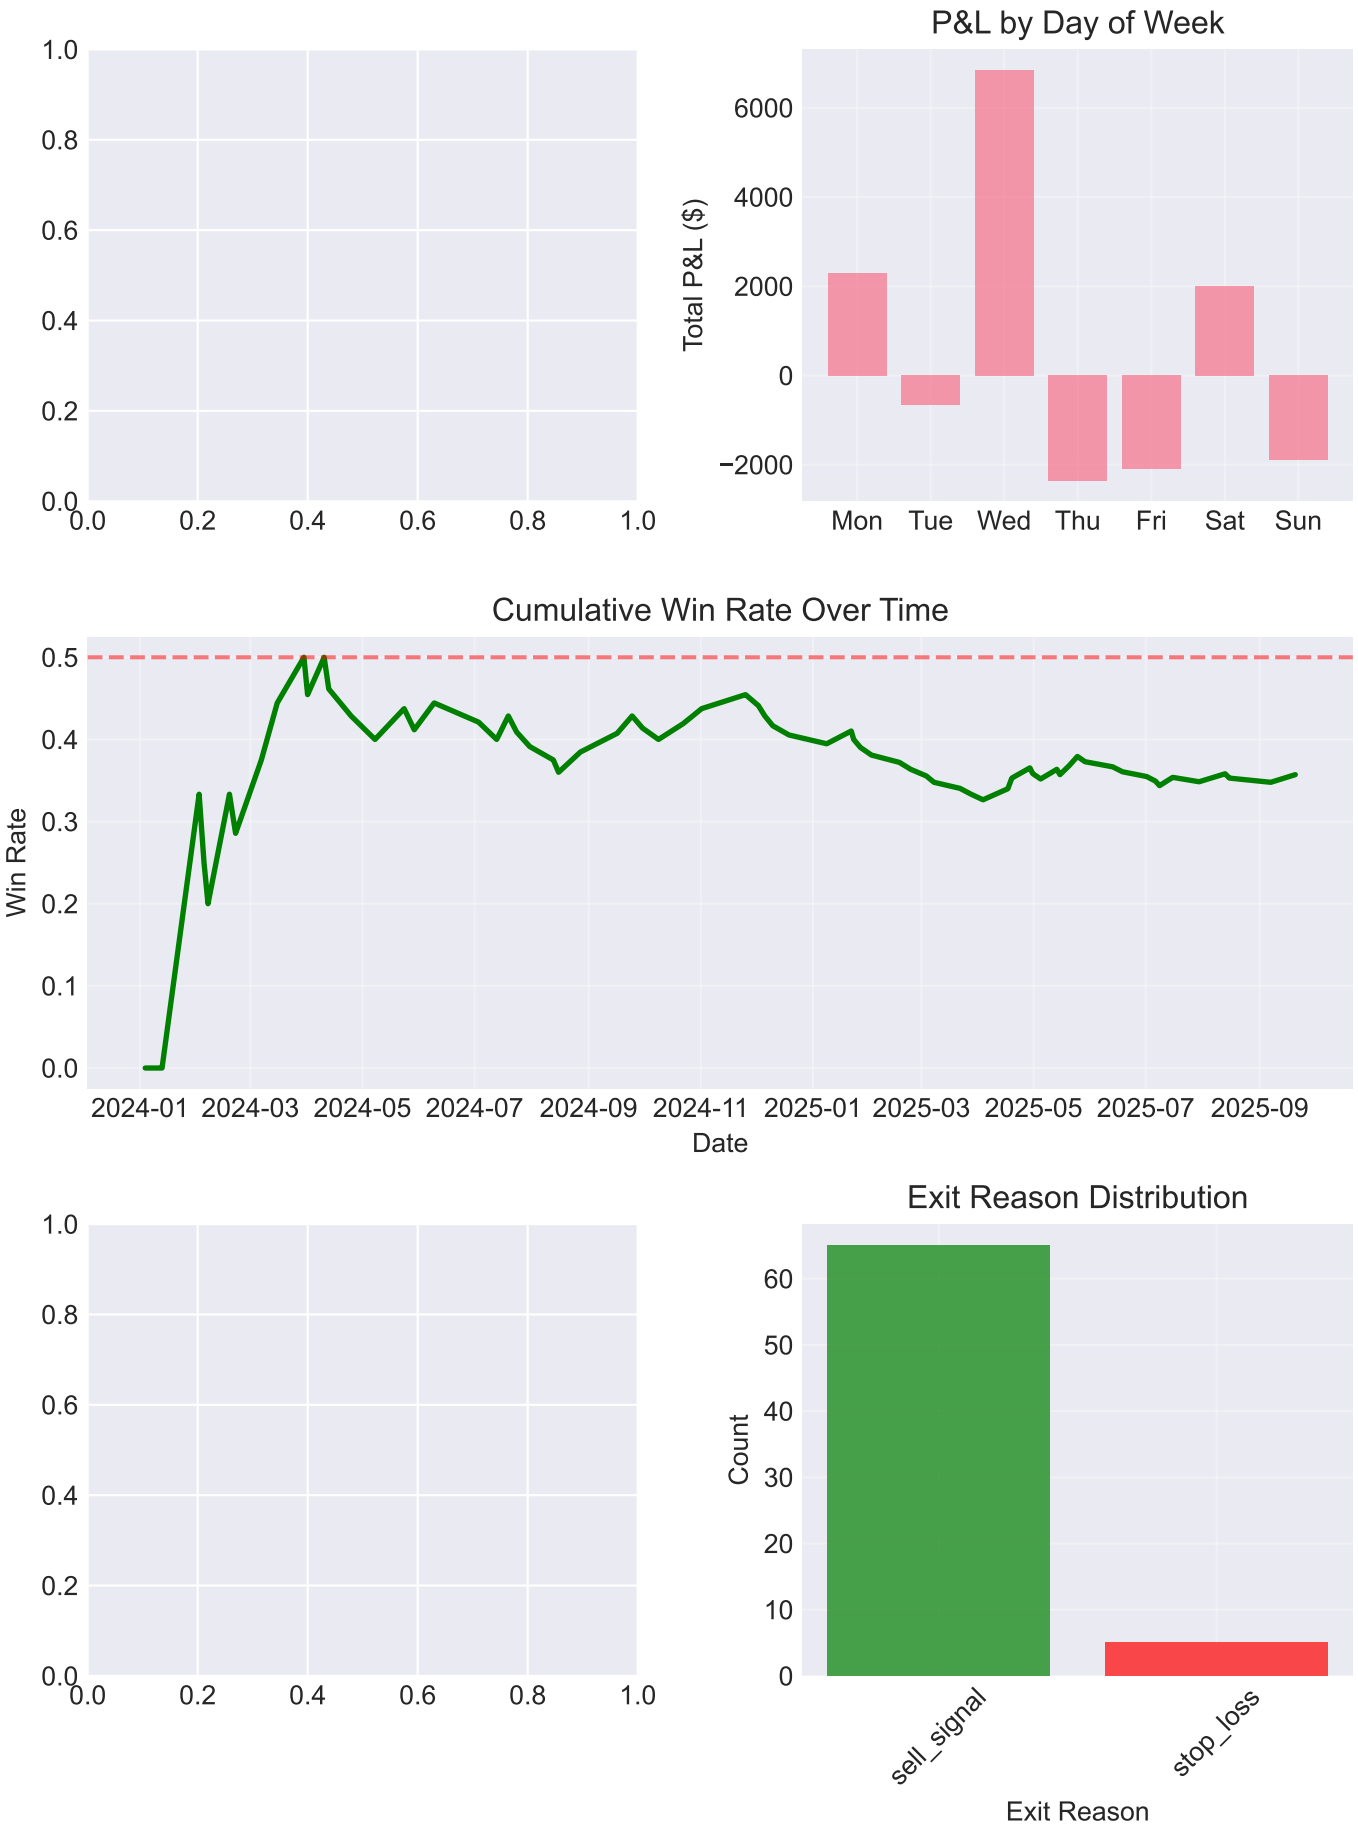 P&L by Day of Week
1.0
0.8
0.6
0.4
0.2
0.0
0.0 0.2 0.4 0.6 0.8 1.0
Total P&L ($)
6000
4000
2000
0
−2000
Mon Tue Wed Thu Fri Sat Sun
Cumulative Win Rate Over Time
Win Rate
0.5
0.4
0.3
0.2
0.1
0.0
2024-01 2024-03 2024-05 2024-07 2024-09 2024-11 2025-01 2025-03 2025-05 2025-07 2025-09
Date
1.0
0.8
0.6
0.4
0.2
0.0
0.0 0.2 0.4 0.6 0.8 1.0
Exit Reason Distribution
Count
60
50
40
30
20
10
0
sell_signal
stop_loss
Exit Reason